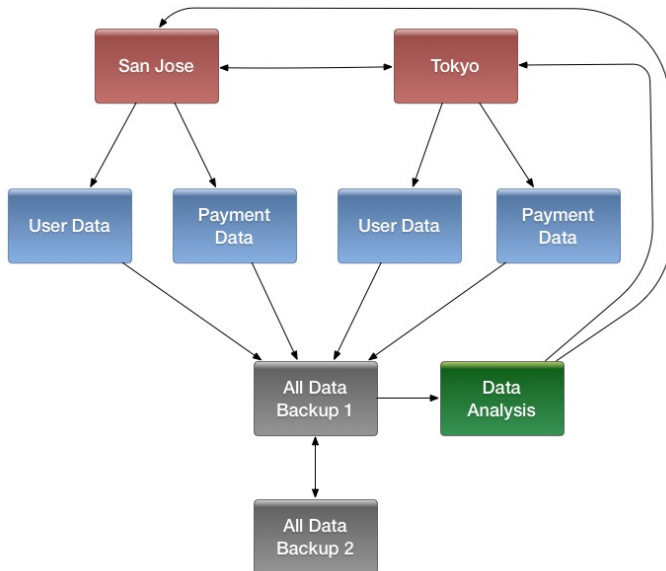 San Jose
Tokyo
User Data
Payment
Data
User Data
Payment
Data
All Data
Backup 1
Data
Analysis
All Data
Backup 2